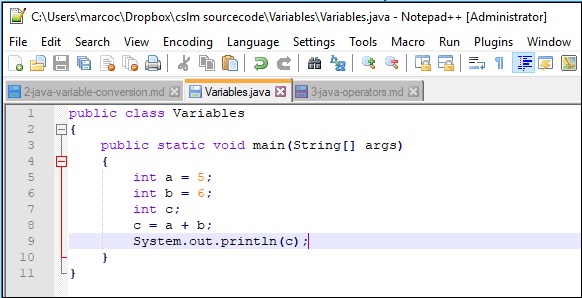 C:\Users\marcoc\Dropbox\cslm sourcecode\Variables\Variables.java - Notepad++ [Administrator]
File Edit Search View Encoding Language Settings Tools Macro Run Plugins Window
2-java-variable-conversion.md Variables.java 3-java-operators.md
1 public class Variables
2 {
3 public static void main(String[] args)
4 {
5 int a = 5;
6 int b = 6;
7 int c;
8 c = a + b;
9 System.out.println(c);
10 }
11 }